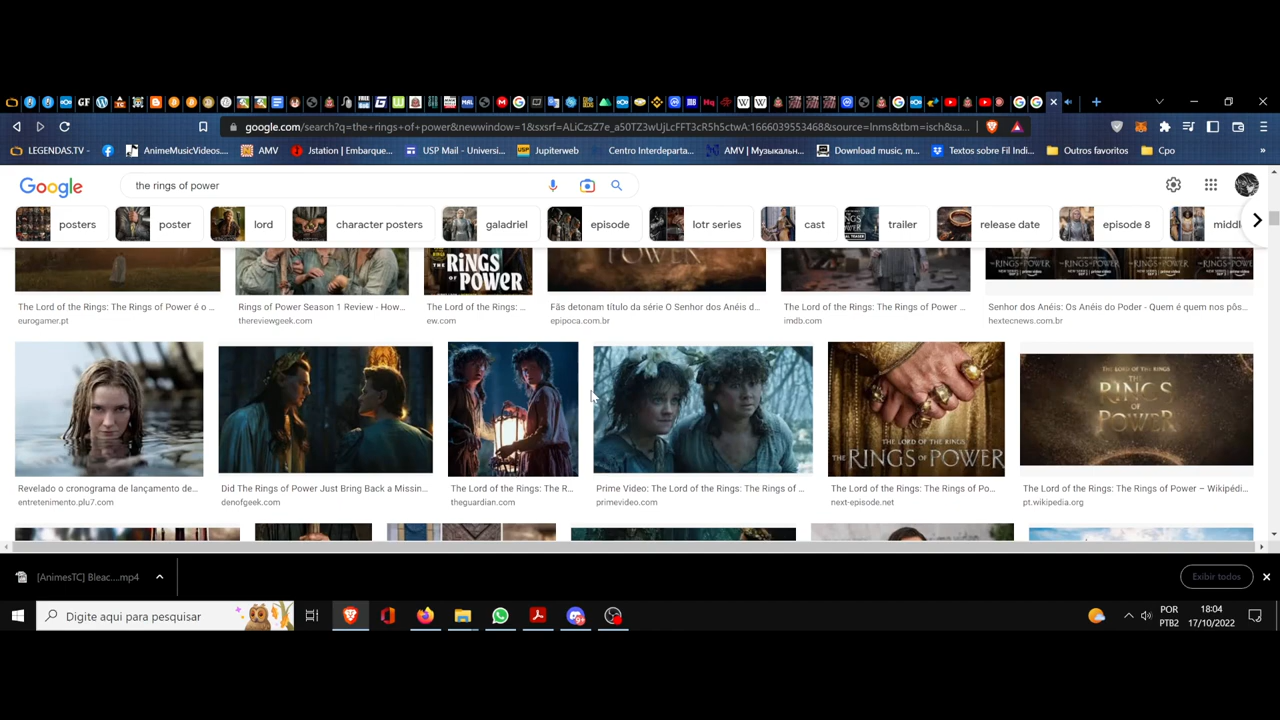 google.com/search?q=the+rings+of+power&newwindow=1&sxsrf=ALiCzsZ7e_a50TZ3wUjLcFFT3cR5h5ctwA:1666039553468&source=lnms&tbm=isch&sa...
LEGENDAS.TV AnimeMusicVideos.... AMV Jstation | Embarque... USP Mail - Universi... Jupiterweb Centro Interdeparta... AMV | Музыкальн... Download music, m... Textos sobre Fil Indi... Outros favoritos Cpo
Google the rings of power
posters poster lord character posters galadriel episode lotr series cast trailer release date episode 8 middl
THE RINGS OF POWER
The Lord of the Rings: The Rings of Power é o ... Rings of Power Season 1 Review - How... The Lord of the Rings: ... Fãs detonam título da série O Senhor dos Anéis d... The Lord of the Rings: The Rings of Power ... Senhor dos Anéis: Os Anéis do Poder - Quem é quem nos pôs...
eurogamer.pt thereviewgeek.com ew.com epipoca.com.br imdb.com hextecnews.com.br
THE LORD OF THE RINGS
THE RINGS OF POWER
THE LORD OF THE RINGS
THE RINGS OF POWER
Revelado o cronograma de lançamento de... Did The Rings of Power Just Bring Back a Missin... The Lord of the Rings: The R... Prime Video: The Lord of the Rings: The Rings of ... The Lord of the Rings: The Rings of Po... The Lord of the Rings: The Rings of Power – Wikipédi...
entretenimento.plu7.com denofgeek.com theguardian.com primevideo.com next-episode.net pt.wikipedia.org
[AnimesTC] Bleac....mp4 Exibir todos
Digite aqui para pesquisar POR 18:04
PTB2 17/10/2022